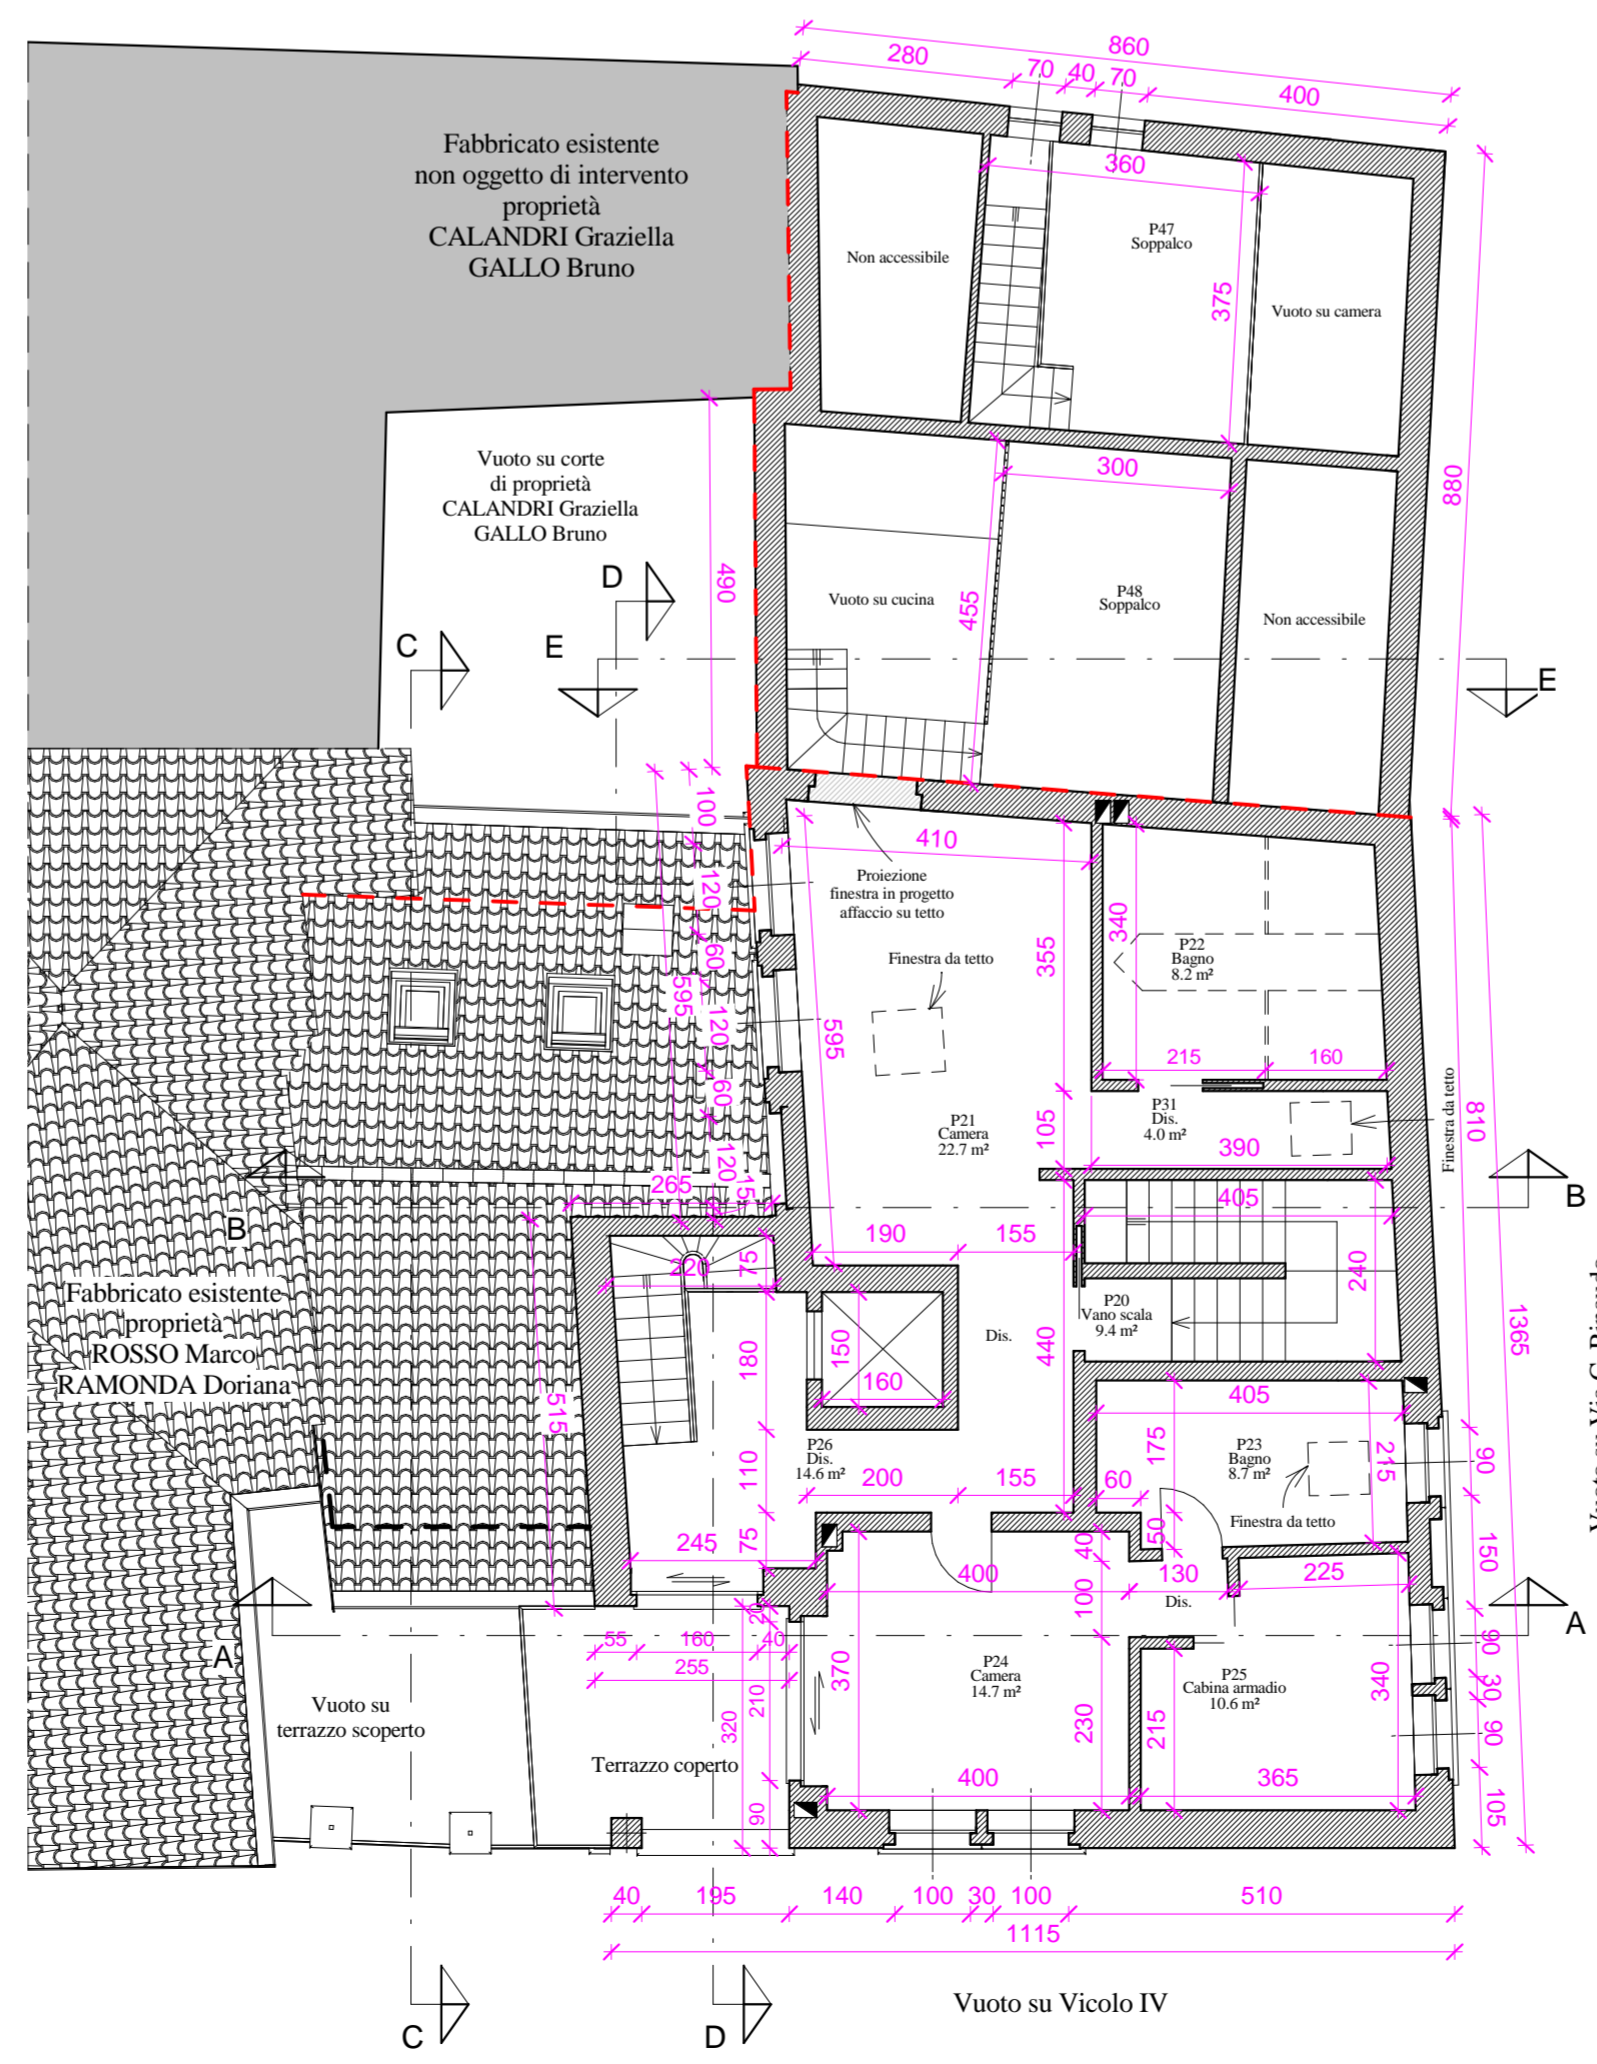 860
280
70
40
70
400
Fabbricato esistente
non oggetto di intervento
proprietà
CALANDRI Graziella
GALLO Bruno
360
P47
Soppalco
Non accessibile
375
Vuoto su camera
880
Vuoto su corte
di proprietà
CALANDRI Graziella
GALLO Bruno
490
300
455
Vuoto su cucina
P48
Soppalco
Non accessibile
D
C
E
E
100
410
Proiezione
finestra in progetto
affaccio su tetto
120
60
595
120
60
120
15
Finestra da tetto
595
355
340
P22
Bagno
8.2 m²
215
160
P21
Camera
22.7 m²
105
P31
Dis.
4.0 m²
390
Finestra da tetto
810
1365
B
B
265
405
190
155
240
220
75
P20
Vano scala
9.4 m²
Dis.
440
150
160
180
515
Fabbricato esistente
proprietà
ROSSO Marco
RAMONDA Doriana
405
175
P23
Bagno
8.7 m²
215
60
90
110
P26
Dis.
14.6 m²
200
155
Finestra da tetto
50
150
75
245
40
400
130
225
100
Dis.
A
A
20
55
160
40
255
210
320
90
370
P24
Camera
14.7 m²
230
P25
Cabina armadio
10.6 m²
340
215
90
30
90
105
400
365
Vuoto su
terrazzo scoperto
Terrazzo coperto
40
195
140
100
30
100
510
1115
Vuoto su Vicolo IV
C
D